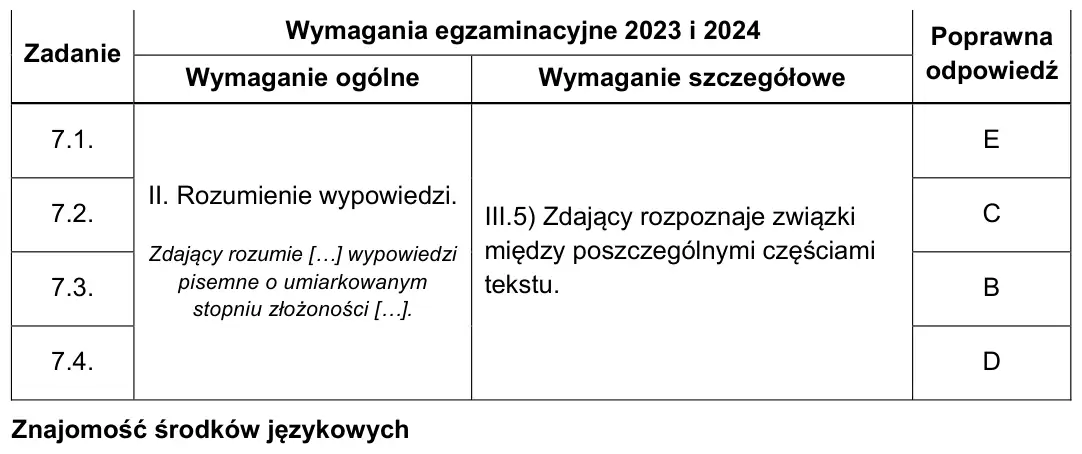 Zadanie
Wymagania egzaminacyjne 2023 i 2024
Poprawna
odpowiedź
Wymaganie ogólne
Wymaganie szczegółowe
7.1.
E
7.2.
C
7.3.
B
7.4.
D
II. Rozumienie wypowiedzi.
Zdający rozumie […] wypowiedzi
pisemne o umiarkowanym
stopniu złożoności […].
III.5) Zdający rozpoznaje związki
między poszczególnymi częściami
tekstu.
Znajomość środków językowych